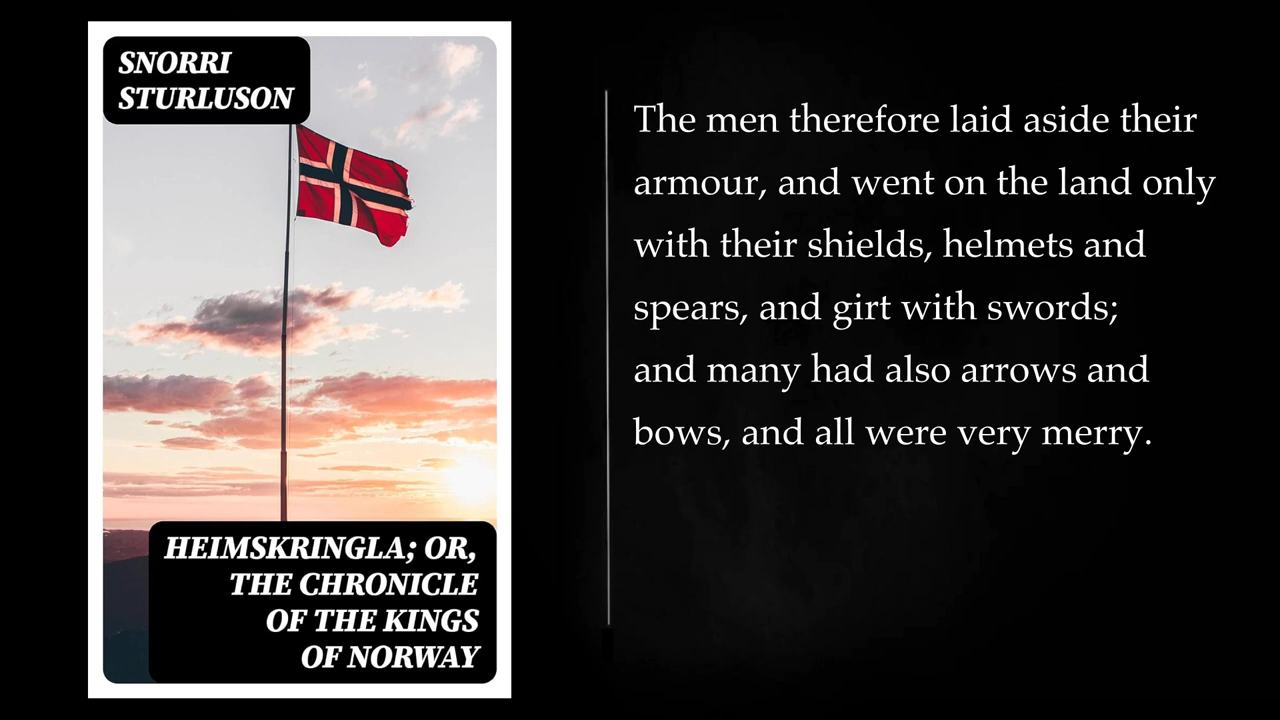 SNORRI
STURLUSON
HEIMSKRINGLA; OR,
THE CHRONICLE
OF THE KINGS
OF NORWAY
The men therefore laid aside their
armour, and went on the land only
with their shields, helmets and
spears, and girt with swords;
and many had also arrows and
bows, and all were very merry.